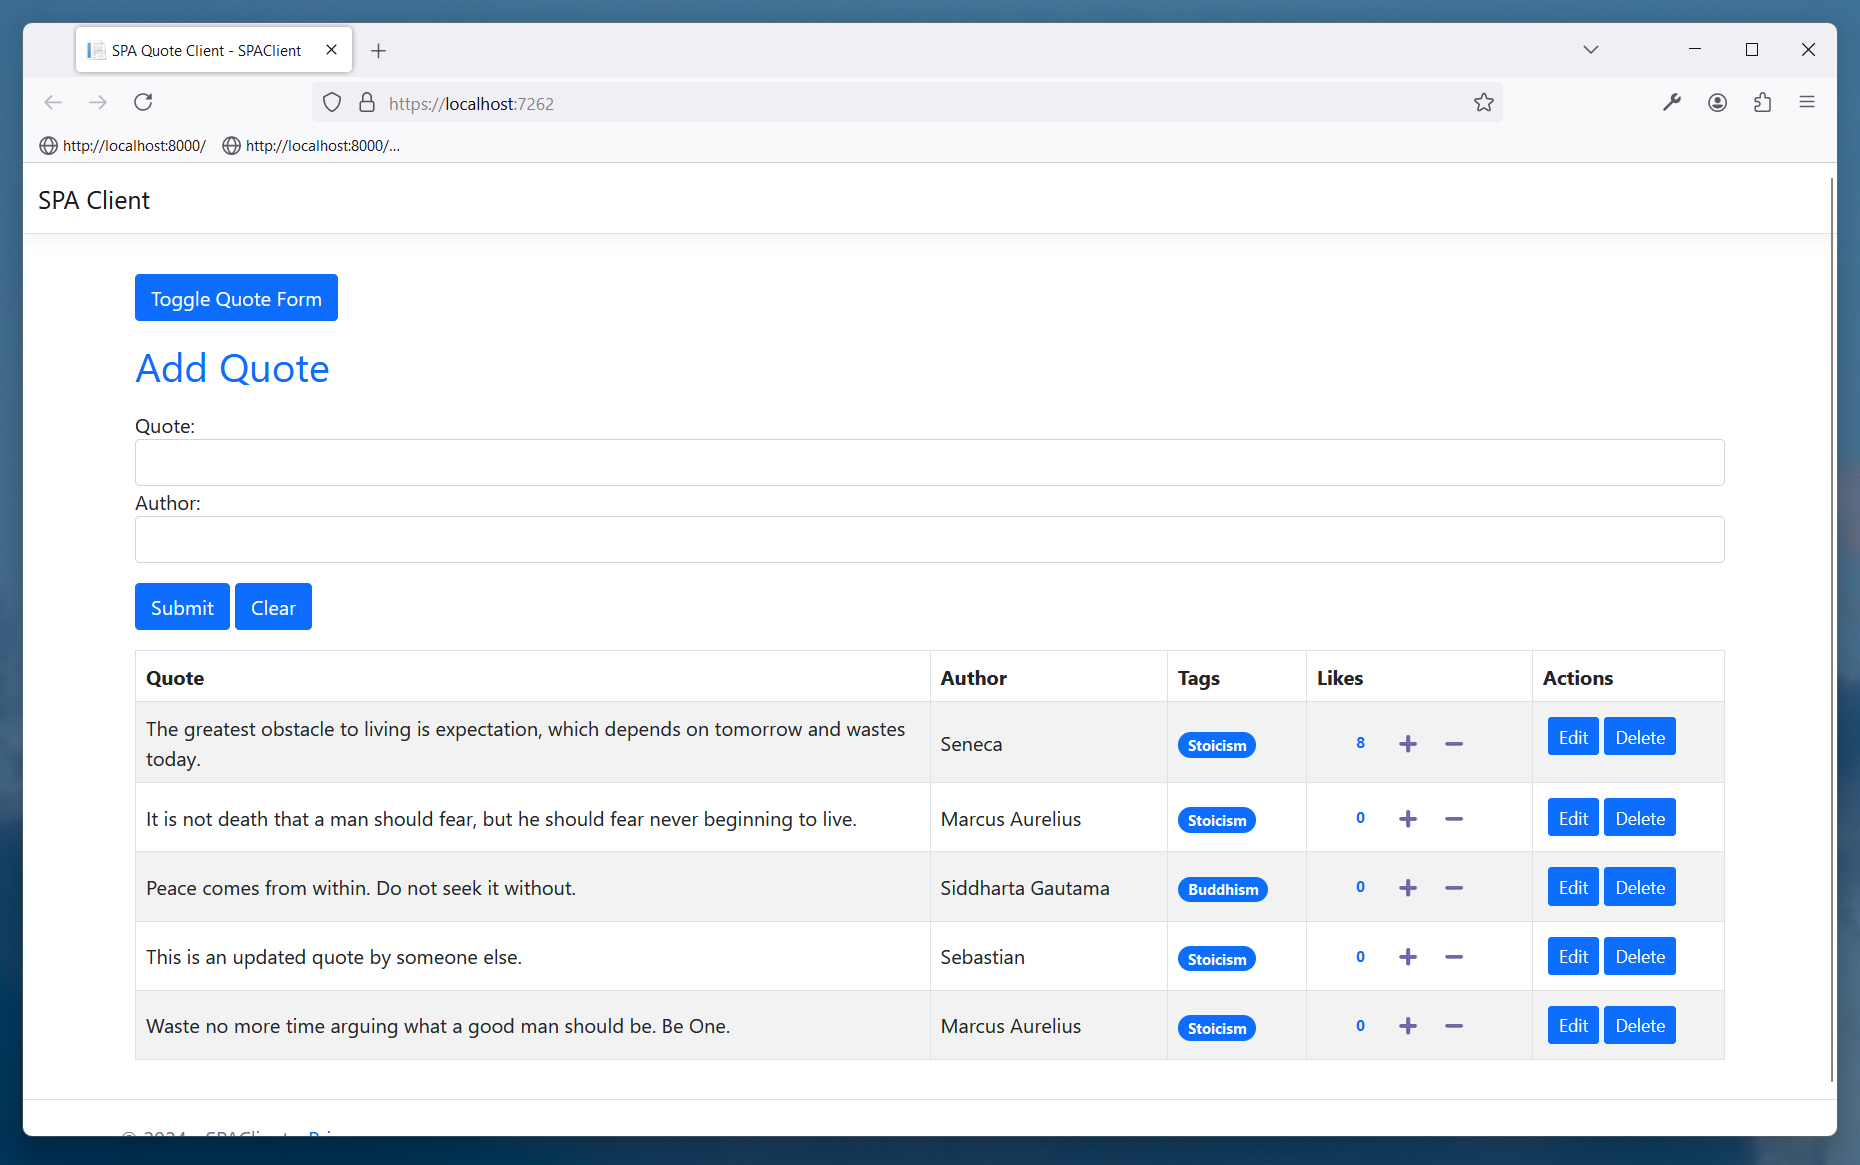 SPA Quote Client - SPAClient
https://localhost:7262
http://localhost:8000/ http://localhost:8000/...
SPA Client
Toggle Quote Form
Add Quote
Quote:
Author:
Submit Clear
Quote Author Tags Likes Actions
The greatest obstacle to living is expectation, which depends on tomorrow and wastes
today.
Seneca Stoicism 8 + − Edit Delete
It is not death that a man should fear, but he should fear never beginning to live. Marcus Aurelius Stoicism 0 + − Edit Delete
Peace comes from within. Do not seek it without. Siddharta Gautama Buddhism 0 + − Edit Delete
This is an updated quote by someone else. Sebastian Stoicism 0 + − Edit Delete
Waste no more time arguing what a good man should be. Be One. Marcus Aurelius Stoicism 0 + − Edit Delete
© 2024 - SPAClient -